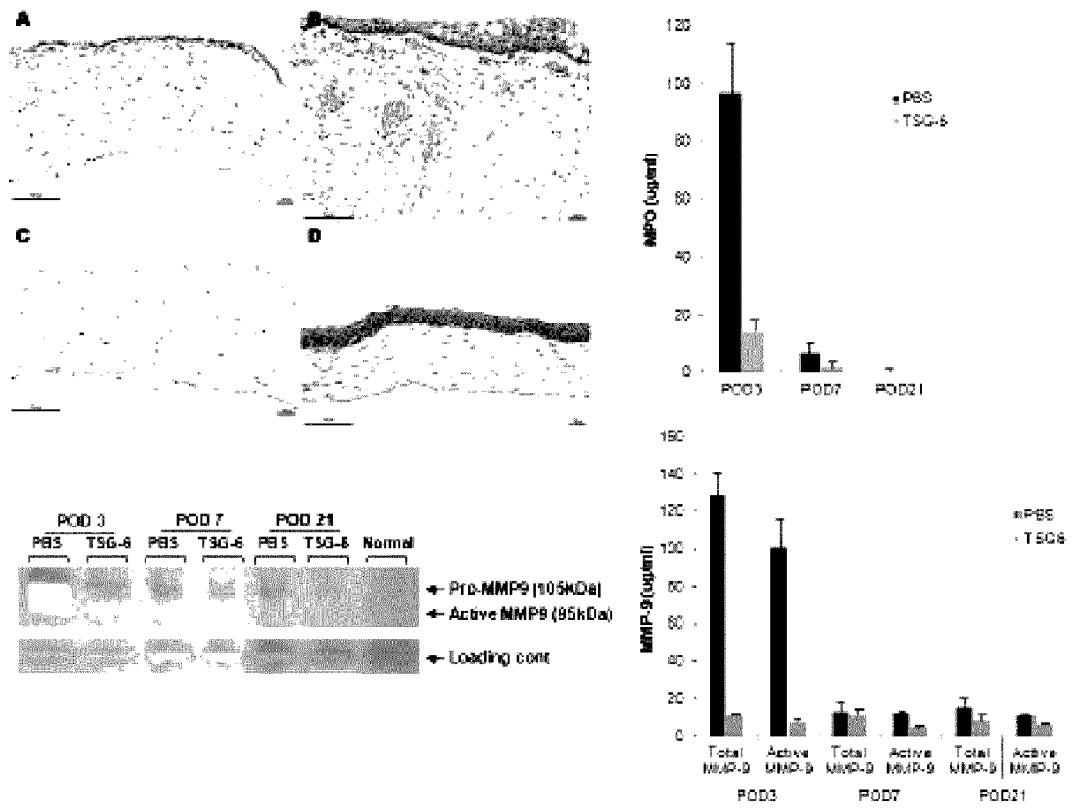 A
B
C
D
POD 3
POD 7
POD 21
PBS
TSG-6
PBS
TSG-6
PBS
TSG-6
Normal
Pro-MMP9 (105kDa)
Active MMP9 (95kDa)
Loading cont
MPO (ug/ml)
120
100
80
60
40
20
0
PBS
TSG-6
POD3
POD7
POD21
MMP-9(ug/ml)
140
120
100
80
60
40
20
0
PBS
TSG6
Total MMP-9
Active MMP-9
Total MMP-9
Active MMP-9
Total MMP-9
Active MMP-9
POD3
POD7
POD21